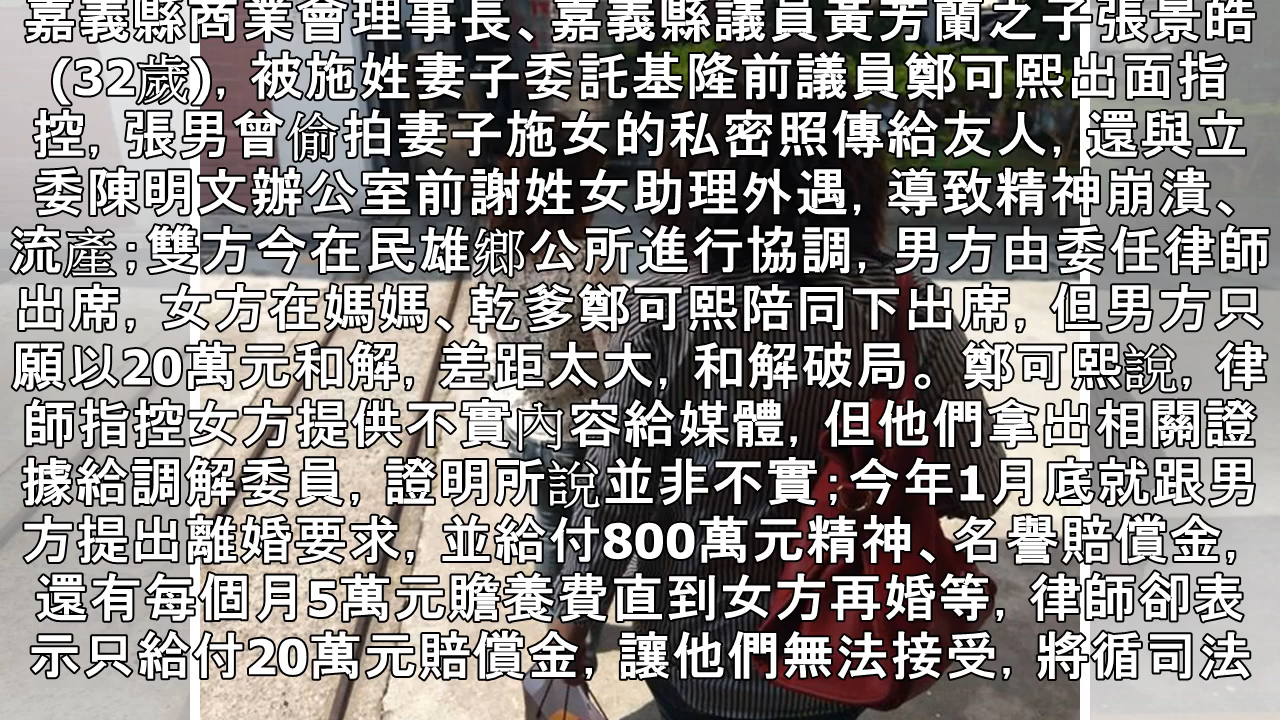 嘉義縣商業會理事長、嘉義縣議員黃芳蘭之子張景皓
(32歲)，被施姓妻子委託基隆前議員鄭可熙出面指
控，張男曾偷拍妻子施女的私密照傳給友人，還與立
委陳明文辦公室前謝姓女助理外遇，導致精神崩潰、
流產；雙方今在民雄鄉公所進行協調，男方由委任律師
出席，女方在媽媽、乾爹鄭可熙陪同下出席，但男方只
願以20萬元和解，差距太大，和解破局。鄭可熙說，律
師指控女方提供不實內容給媒體，但他們拿出相關證
據給調解委員，證明所說並非不實；今年1月底就跟男
方提出離婚要求，並給付800萬元精神、名譽賠償金，
還有每個月5萬元贍養費直到女方再婚等，律師卻表
示只給付20萬元賠償金，讓他們無法接受，將循司法